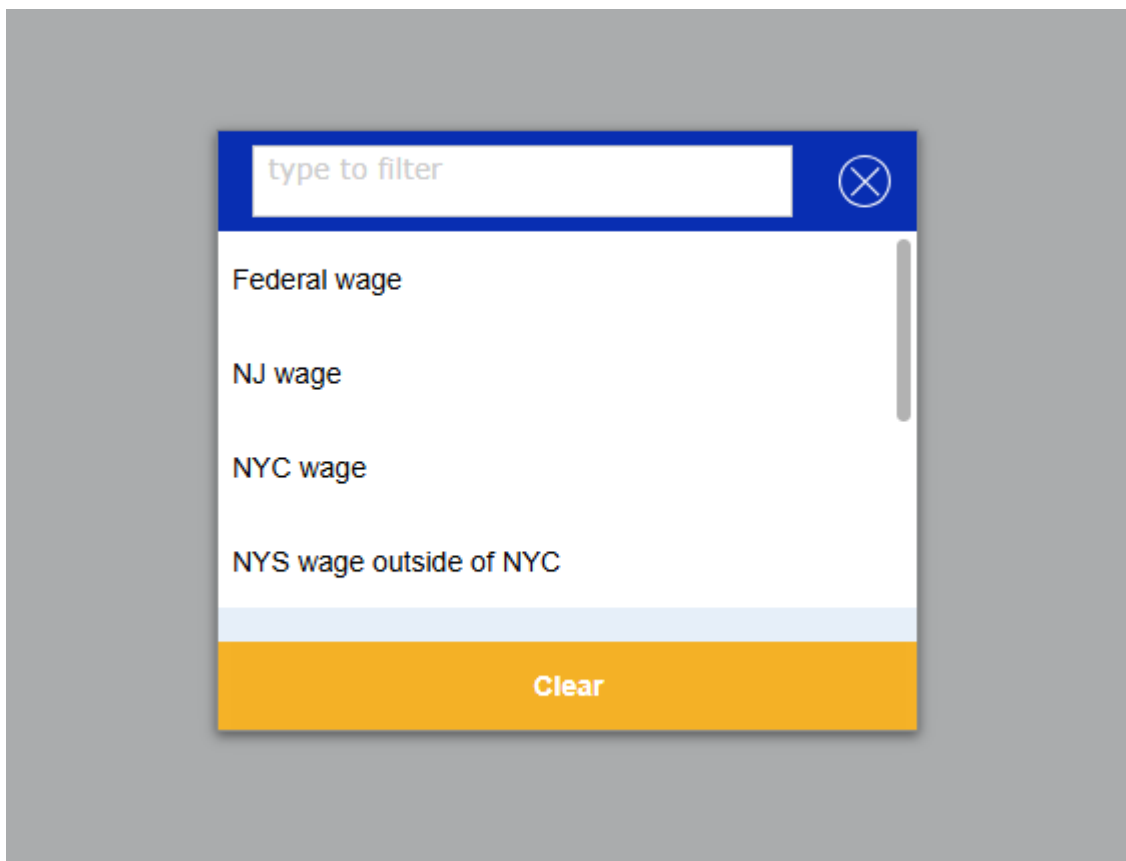 type to filter
Federal wage
NJ wage
NYC wage
NYS wage outside of NYC
Clear